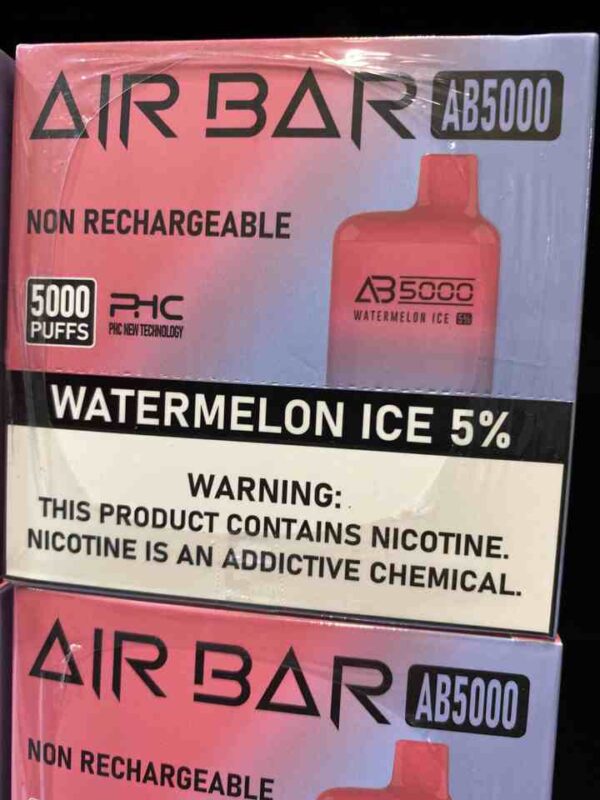 AIR BAR AB5000
NON RECHARGEABLE
5000
PUFFS
PHC
PHC NEW TECHNOLOGY
AB5000
WATERMELON ICE 5%
WATERMELON ICE 5%
WARNING:
THIS PRODUCT CONTAINS NICOTINE.
NICOTINE IS AN ADDICTIVE CHEMICAL.
AIR BAR AB5000
NON RECHARGEABLE